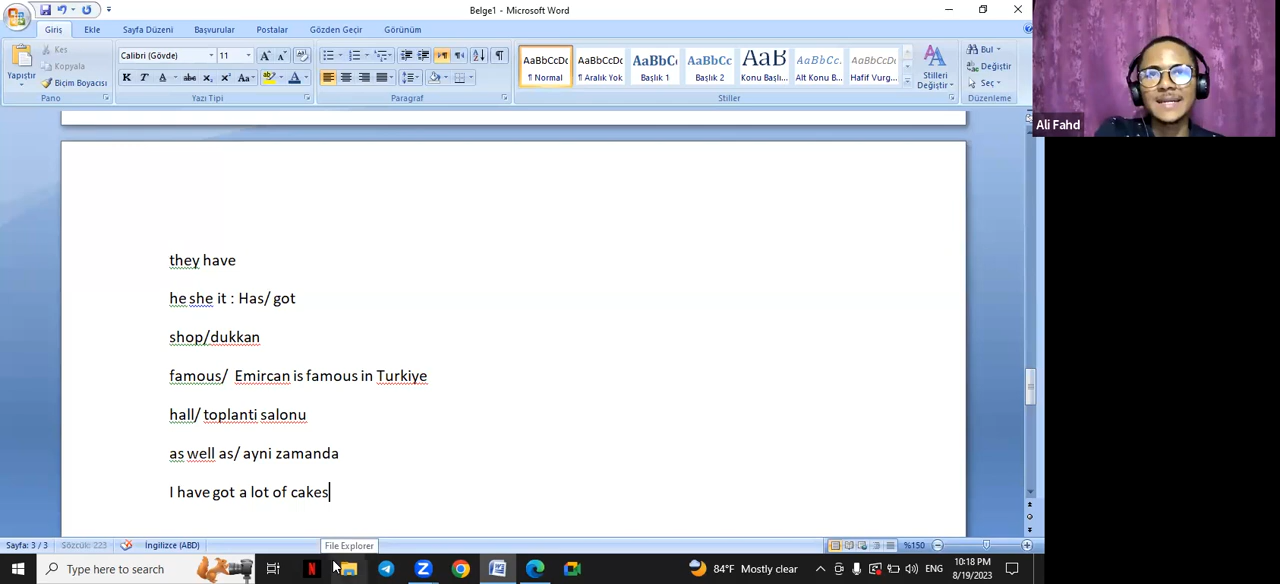 Belge1 - Microsoft Word
Giriş Ekle Sayfa Düzeni Başvurular Postalar Gözden Geçir Görünüm
Yapıştır
Kes
Kopyala
Biçim Boyacısı
Pano
Calibri (Gövde) 11
Yazı Tipi
Paragraf
AaBbCcDc AaBbCcDc AaBbC AaBbCc AaB AaBbCc. AaBbCcDc
¶ Normal ¶ Aralık Yok Başlık 1 Başlık 2 Konu Başlı... Alt Konu B... Hafif Vurg...
Stilleri
Değiştir
Stiller
Bul
Değiştir
Seç
Düzenleme
Ali Fahd
they have
he she it : Has/ got
shop/dukkan
famous/ Emircan is famous in Turkiye
hall/ toplanti salonu
as well as/ ayni zamanda
I have got a lot of cakes
Sayfa: 3 / 3 Sözcük: 223 İngilizce (ABD)
File Explorer
%150
Type here to search
84°F Mostly clear
ENG
10:18 PM
8/19/2023